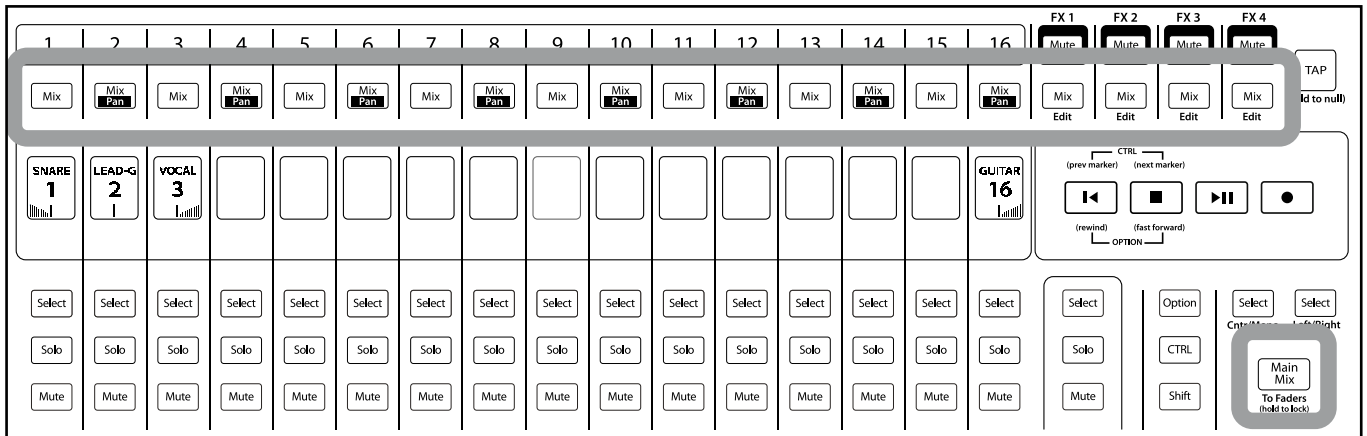 FX 1 FX 2 FX 3 FX 4
1 2 3 4 5 6 7 8 9 10 11 12 13 14 15 16 Mute Mute Mute Mute
TAP
Mix Mix Mix Mix Mix Mix Mix Mix Mix Mix Mix Mix Mix Mix Mix Mix Mix Mix Mix Mix
Pan Pan Pan Pan Pan Pan Pan Pan
to null)
Edit Edit Edit Edit
CTRL
(prev marker) (next marker)
SNARE LEAD-G VOCAL GUITAR
1 2 3 16
(rewind) (fast forward)
OPTION
Select Select Select Select Select Select Select Select Select Select Select Select Select Select Select Select Select Option Select Select
Cntr/Mono Left/Right
Solo Solo Solo Solo Solo Solo Solo Solo Solo Solo Solo Solo Solo Solo Solo Solo Solo CTRL
Main
Mix
Mute Mute Mute Mute Mute Mute Mute Mute Mute Mute Mute Mute Mute Mute Mute Mute Mute Shift
To Faders
(hold to lock)